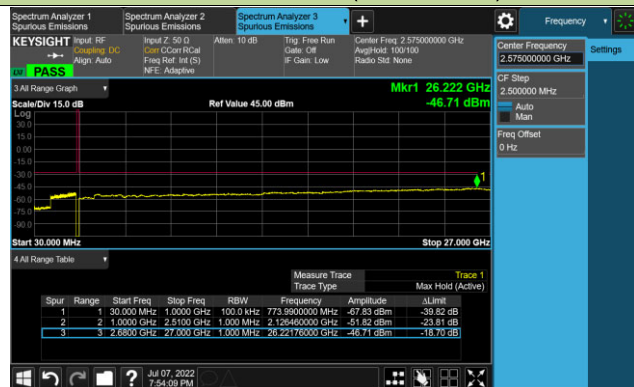 Spectrum Analyzer 1
Spurious Emissions
Spectrum Analyzer 2
Spurious Emissions
Spectrum Analyzer 3
Spurious Emissions
Frequency
KEYSIGHT
Input: RF
Coupling: DC
Align: Auto
Input Z: 50 Ω
Corr CCorr RCal
Freq Ref: Int (S)
NFE: Adaptive
Atten: 10 dB
Trig: Free Run
Gate: Off
IF Gain: Low
Center Freq: 2.575000000 GHz
Avg|Hold: 100/100
Radio Std: None
PASS
Center Frequency
2.575000000 GHz
Settings
CF Step
2.500000 MHz
Auto
Man
Freq Offset
0 Hz
3 All Range Graph
Mkr1 26.222 GHz
Scale/Div 15.0 dB
Ref Value 45.00 dBm
-46.71 dBm
Log
30.0
15.0
0.00
-15.0
-30.0
-45.0
-60.0
-75.0
-90.0
1
Start 30.000 MHz
Stop 27.000 GHz
4 All Range Table
Measure Trace Trace 1
Trace Type Max Hold (Active)
Spur Range Start Freq Stop Freq RBW Frequency Amplitude ΔLimit
1 1 30.000 MHz 1.0000 GHz 100.0 kHz 773.9900000 MHz -67.83 dBm -39.82 dB
2 2 1.0000 GHz 2.5100 GHz 1.000 MHz 2.126460000 GHz -51.82 dBm -23.81 dB
3 3 2.6800 GHz 27.000 GHz 1.000 MHz 26.22176000 GHz -46.71 dBm -18.70 dB
Jul 07, 2022
7:54:09 PM